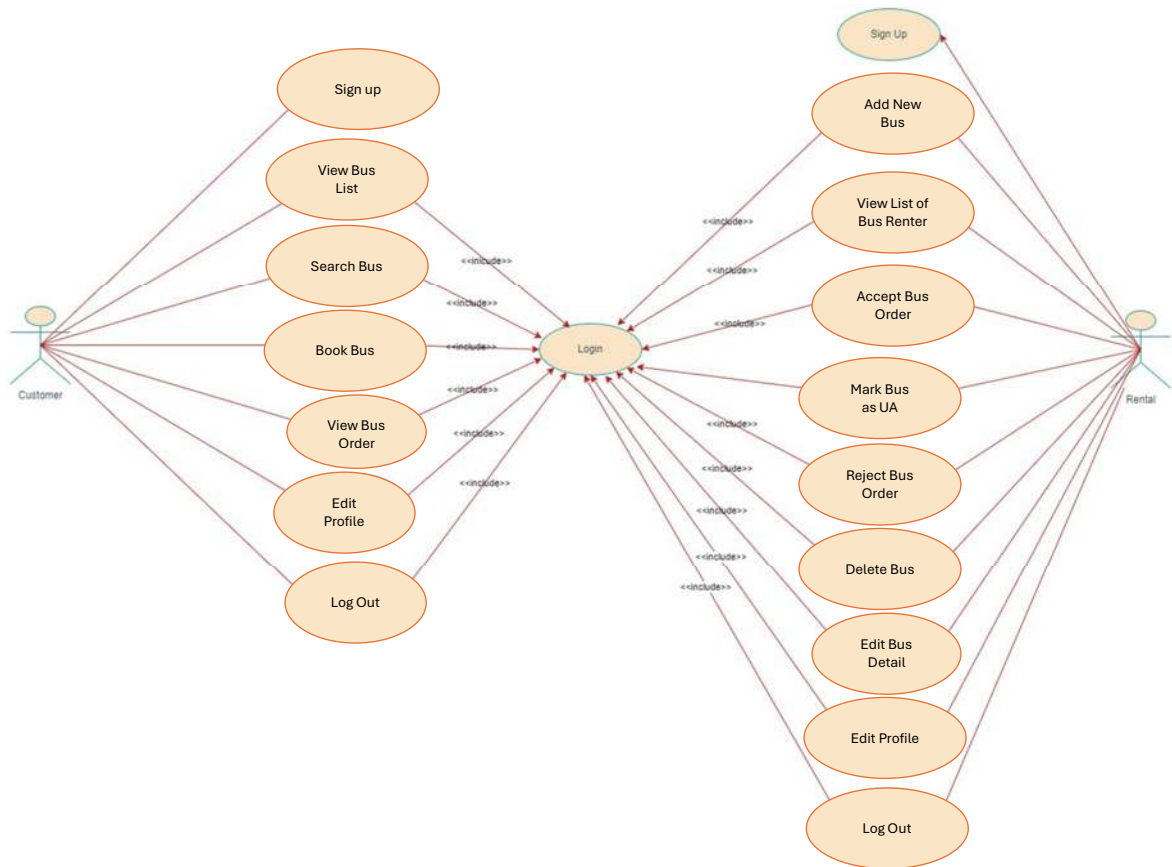 Sign Up
Sign up
Add New
Bus
View Bus
List
View List of
Bus Renter
<<include>>
Search Bus
<<include>>
<<include>>
Accept Bus
Order
<<include>>
<<include>>
Book Bus
<<include>>
Login
Customer
Rental
Mark Bus
as UA
<<include>>
View Bus
Order
<<include>>
<<include>>
Reject Bus
Order
<<include>>
<<include>>
Edit
Profile
<<include>>
Delete Bus
<<include>>
<<include>>
Log Out
Edit Bus
Detail
Edit Profile
Log Out